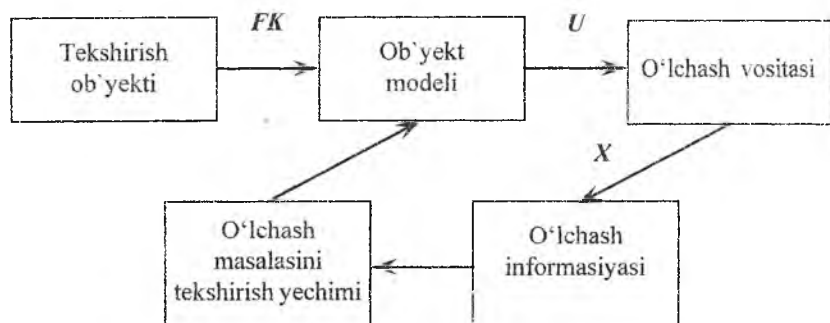 FK
U
Tekshirish
ob`yekti
Ob`yekt
modeli
O‘lchash vositasi
X
O‘lchash
masalasini
tekshirish yechimi
O‘lchash
informasiyasi